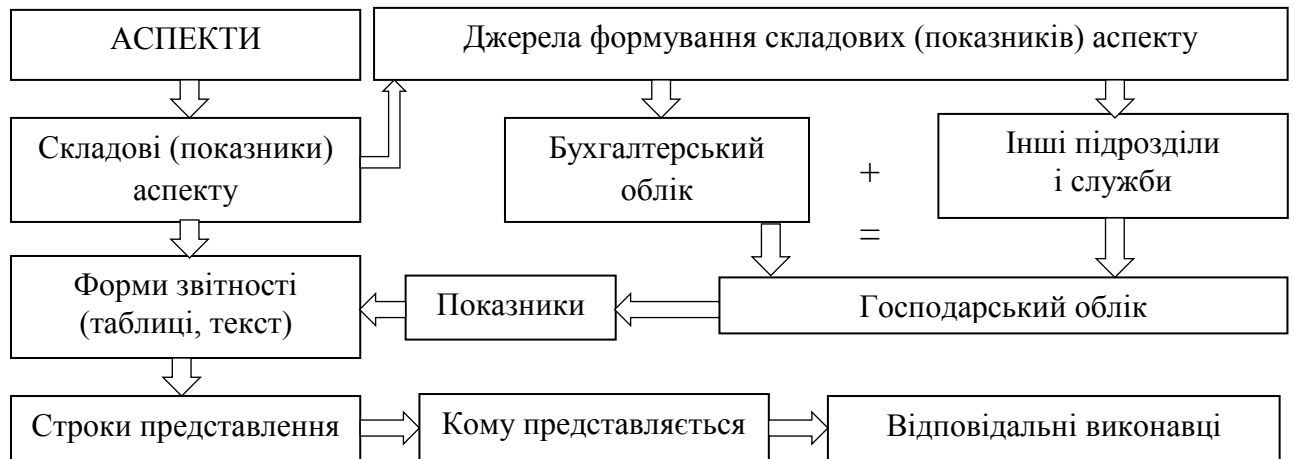 АСПЕКТИ
Джерела формування складових (показників) аспекту
Складові (показники)
аспекту
Бухгалтерський
облік
+
=
Інші підрозділи
і служби
Форми звітності
(таблиці, текст)
Показники
Господарський облік
Строки представлення
Кому представляється
Відповідальні виконавці